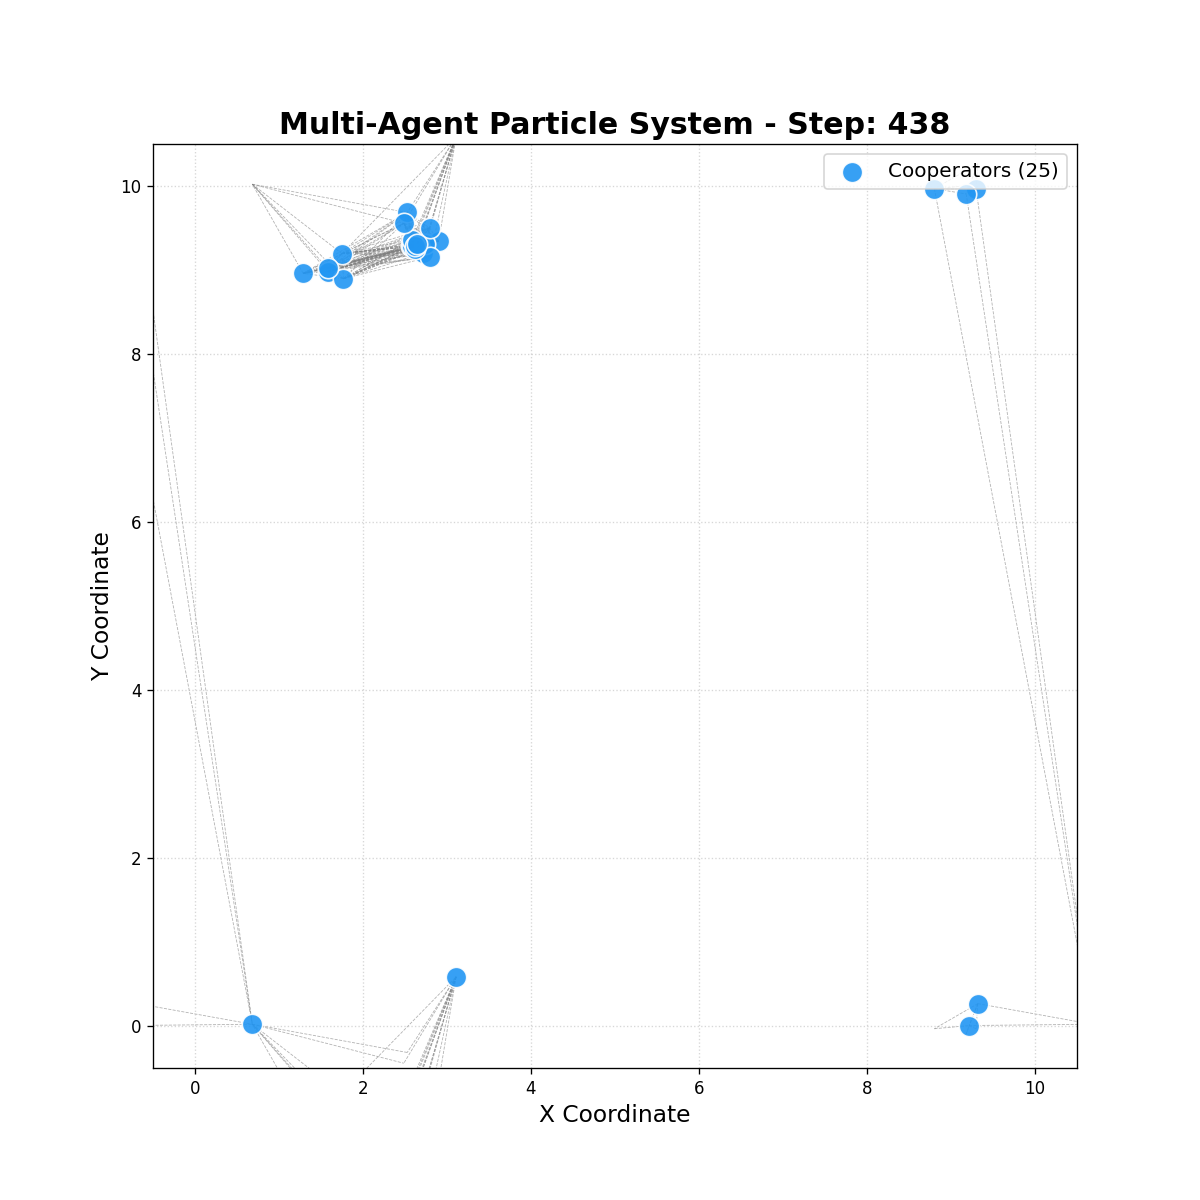 Multi-Agent Particle System - Step: 438
Cooperators (25)
10
8
6
4
2
0
Y Coordinate
0 2 4 6 8 10
X Coordinate